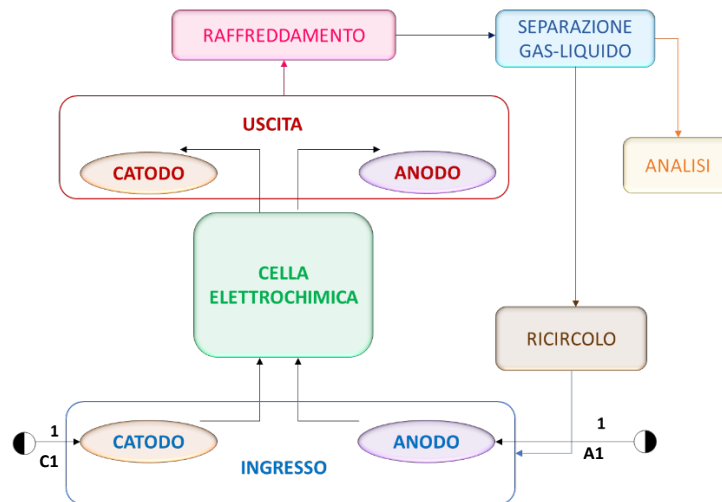 RAFFREDDAMENTO
SEPARAZIONE
GAS-LIQUIDO
USCITA
CATODO
ANODO
ANALISI
CELLA
ELETTROCHIMICA
RICIRCOLO
1
C1
CATODO
ANODO
1
A1
INGRESSO